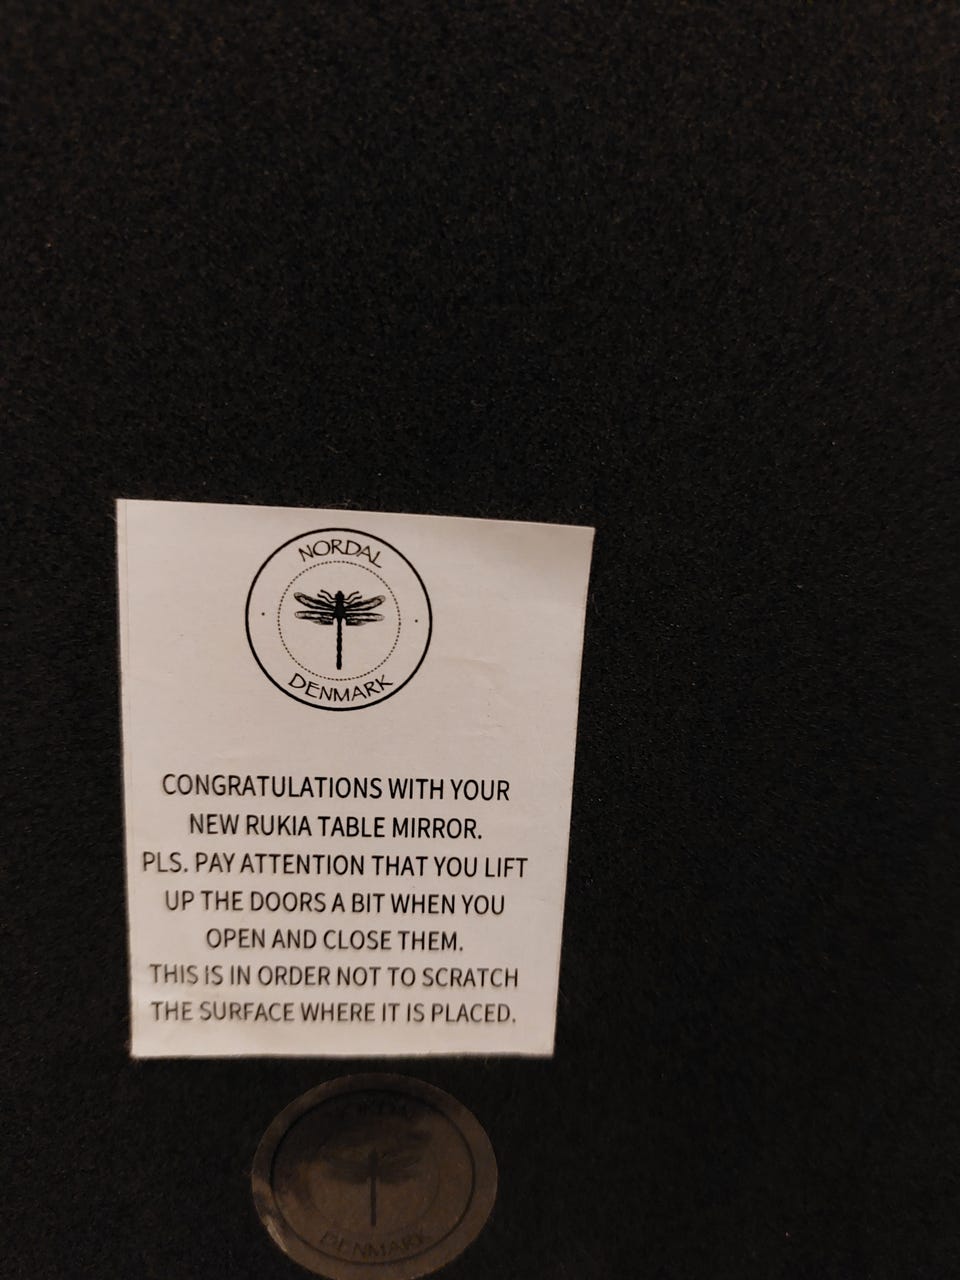 NORDAL
DENMARK
CONGRATULATIONS WITH YOUR
NEW RUKIA TABLE MIRROR.
PLS. PAY ATTENTION THAT YOU LIFT
UP THE DOORS A BIT WHEN YOU
OPEN AND CLOSE THEM.
THIS IS IN ORDER NOT TO SCRATCH
THE SURFACE WHERE IT IS PLACED.
DENMARK